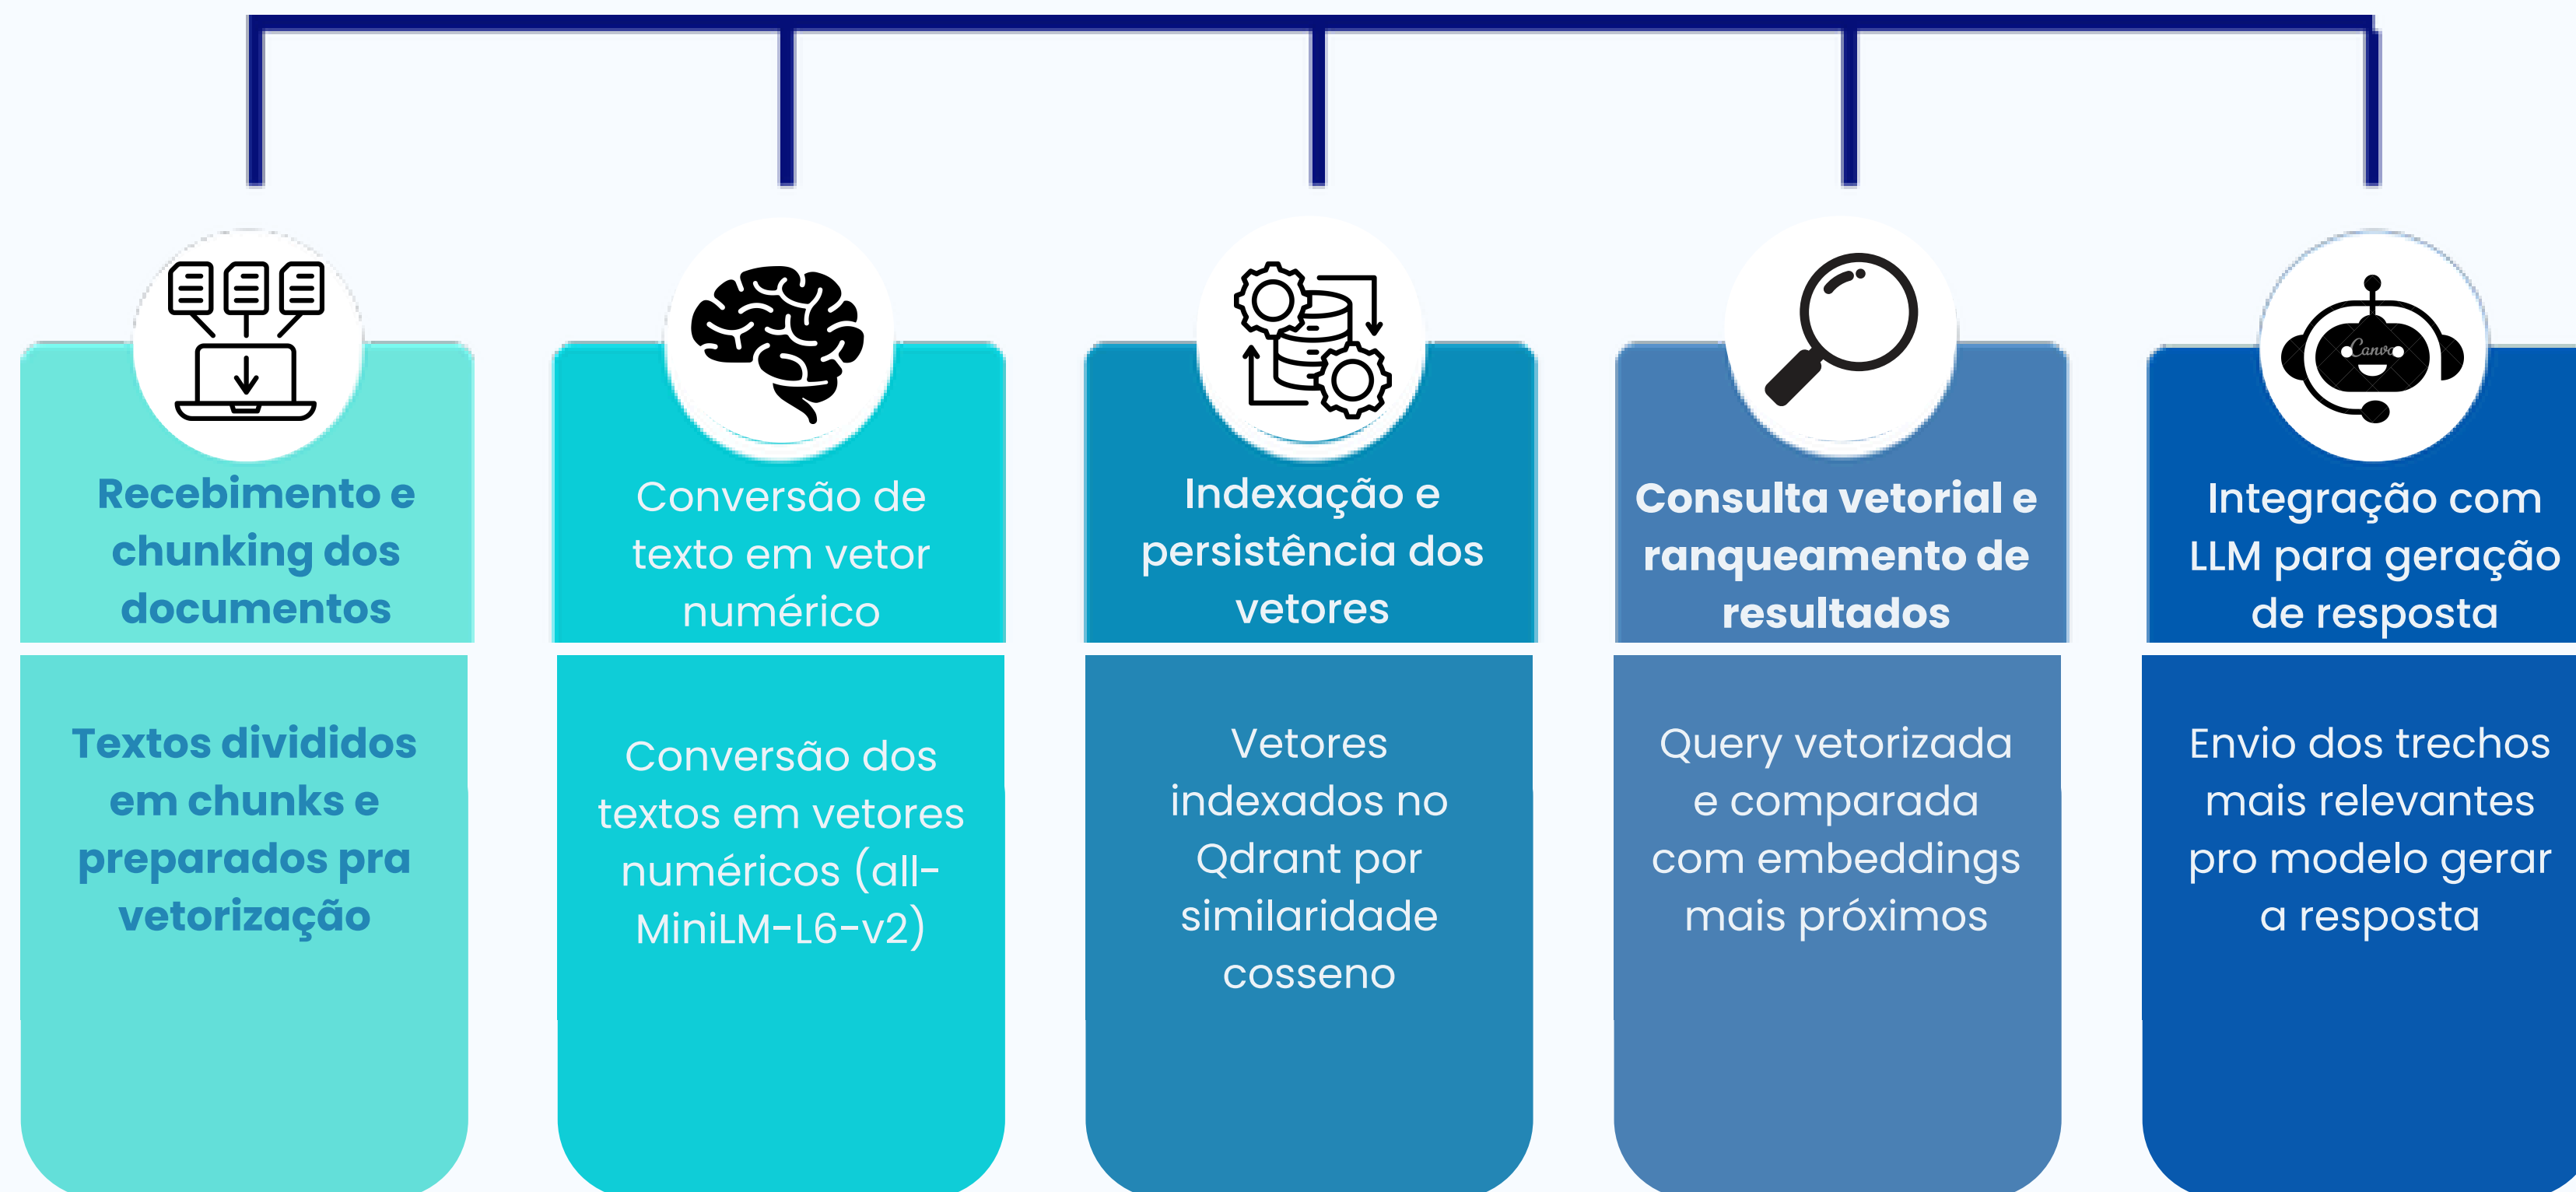 Recebimento e
chunking dos
documentos
Textos divididos
em chunks e
preparados pra
vetorização
Conversão de
texto em vetor
numérico
Conversão dos
textos em vetores
numéricos (all-
MiniLM-L6-v2)
Indexação e
persistência dos
vetores
Vetores
indexados no
Qdrant por
similaridade
cosseno
Consulta vetorial e
ranqueamento de
resultados
Query vetorizada
e comparada
com embeddings
mais próximos
Canva
Integração com
LLM para geração
de resposta
Envio dos trechos
mais relevantes
pro modelo gerar
a resposta